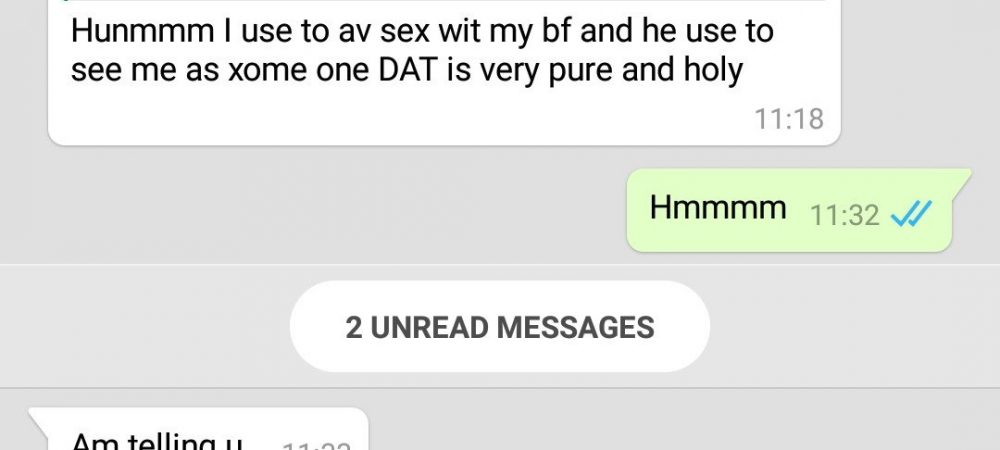 Hunmmm I use to av sex wit my bf and he use to
see me as xome one DAT is very pure and holy
11:18
Hmmmm 11:32
2 UNREAD MESSAGES
Am telling u